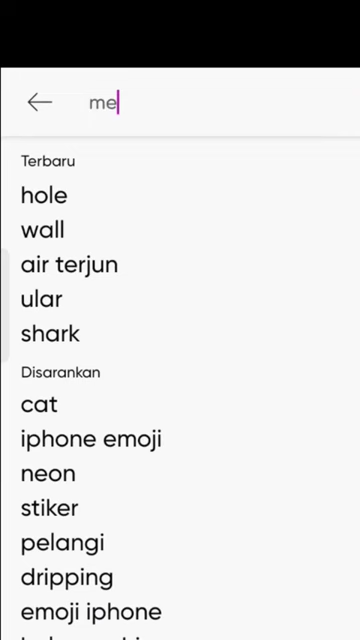 me
Terbaru
hole
wall
air terjun
ular
shark
Disarankan
cat
iphone emoji
neon
stiker
pelangi
dripping
emoji iphone